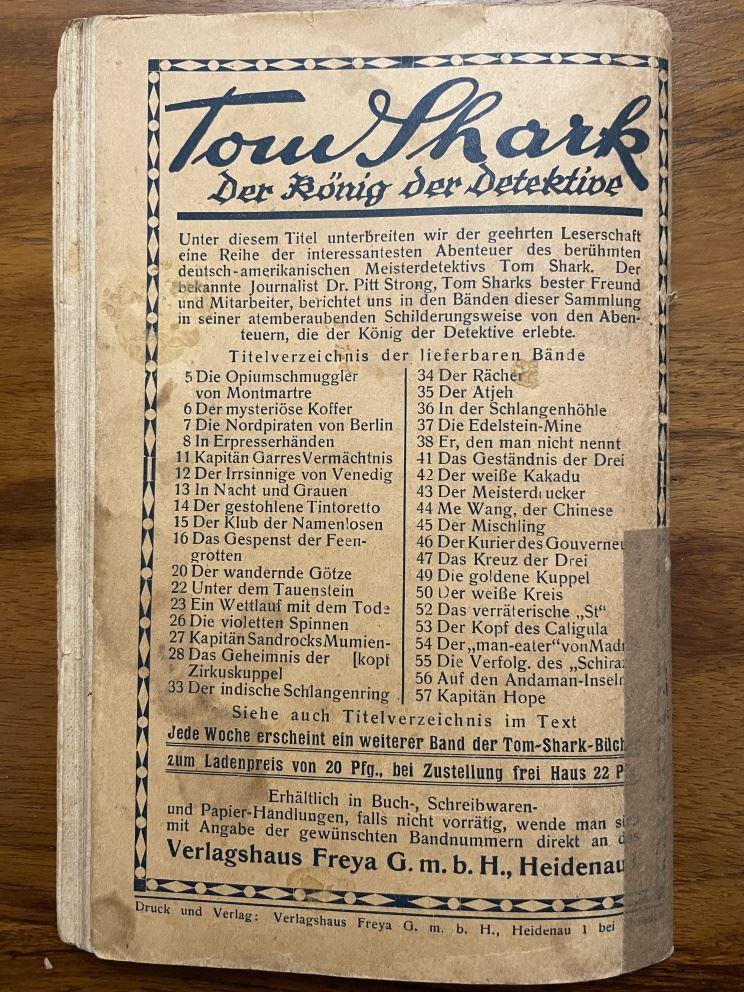 Tom Shark
Der König der Detektive
Unter diesem Titel unterbreiten wir der geehrten Leserschaft
eine Reihe der interessantesten Abenteuer des berühmten
deutsch-amerikanischen Meisterdetektivs Tom Shark. Der
bekannte Journalist Dr. Pitt Strong, Tom Sharks bester Freund
und Mitarbeiter, berichtet uns in den Bänden dieser Sammlung
in seiner atemberaubenden Schilderungsweise von den Aben-
teuern, die der König der Detektive erlebte.
Titelverzeichnis der lieferbaren Bände
5 Die Opiumschmuggler
von Montmartre
6 Der mysteriöse Koffer
7 Die Nordpiraten von Berlin
8 In Erpresserhänden
11 Kapitän Garres Vermächtnis
12 Der Irrsinnige von Venedig
13 In Nacht und Grauen
14 Der gestohlene Tintoretto
15 Der Klub der Namenlosen
16 Das Gespenst der Feen-
grotten
20 Der wandernde Götze
22 Unter dem Tauenstein
23 Ein Wettlauf mit dem Tode
26 Die violetten Spinnen
27 Kapitän Sandrocks Mumien-
28 Das Geheimnis der [kopf
Zirkuskuppel
33 Der indische Schlangenring
34 Der Rächer
35 Der Atjeh
36 In der Schlangenhöhle
37 Die Edelstein-Mine
38 Er, den man nicht nennt
41 Das Geständnis der Drei
42 Der weiße Kakadu
43 Der Meisterdrucker
44 Me Wang, der Chinese
45 Der Mischling
46 Der Kurier des Gouverneu
47 Das Kreuz der Drei
49 Die goldene Kuppel
50 Der weiße Kreis
52 Das verräterische „St"
53 Der Kopf des Caligula
54 Der „man-eater" von Madr
55 Die Verfolg. des „Schiraz
56 Auf den Andaman-Inseln
57 Kapitän Hope
Siehe auch Titelverzeichnis im Text
Jede Woche erscheint ein weiterer Band der Tom-Shark-Büch
zum Ladenpreis von 20 Pfg., bei Zustellung frei Haus 22 P
Erhältlich in Buch-, Schreibwaren-
und Papier-Handlungen, falls nicht vorrätig, wende man sich
mit Angabe der gewünschten Bandnummern direkt an das
Verlagshaus Freya G. m. b. H., Heidenau
Druck und Verlag: Verlagshaus Freya G. m. b. H., Heidenau 1 bei